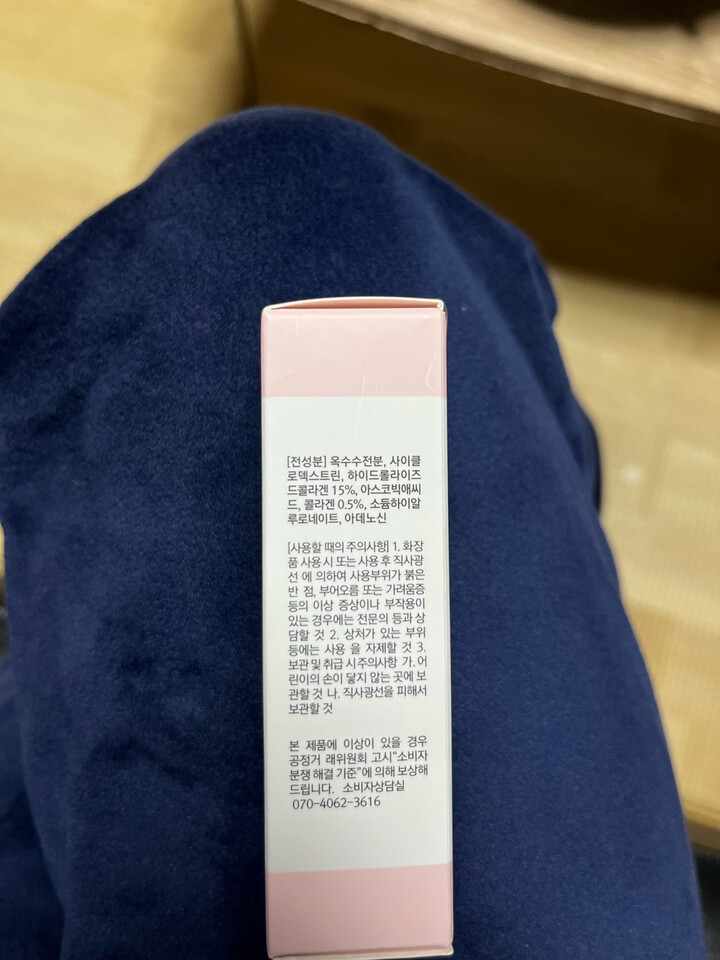 [전성분] 옥수수전분, 사이클
로덱스트린, 하이드롤라이즈
드콜라겐 15%, 아스코빅애씨
드, 콜라겐 0.5%, 소듐하이알
루로네이트, 아데노신
[사용할 때의 주의사항] 1. 화장
품 사용 시 또는 사용 후 직사광
선 에 의하여 사용부위가 붉은
반 점, 부어오름 또는 가려움증
등의 이상 증상이나 부작용이
있는 경우에는 전문의 등과 상
담할 것 2. 상처가 있는 부위
등에는 사용 을 자제할 것 3.
보관 및 취급 시 주의사항 가. 어
린이의 손이 닿지 않는 곳에 보
관할 것 나. 직사광선을 피해서
보관할 것
본 제품에 이상이 있을 경우
공정거 래위원회 고시"소비자
분쟁 해결 기준"에 의해 보상해
드립니다. 소비자상담실
070-4062-3616